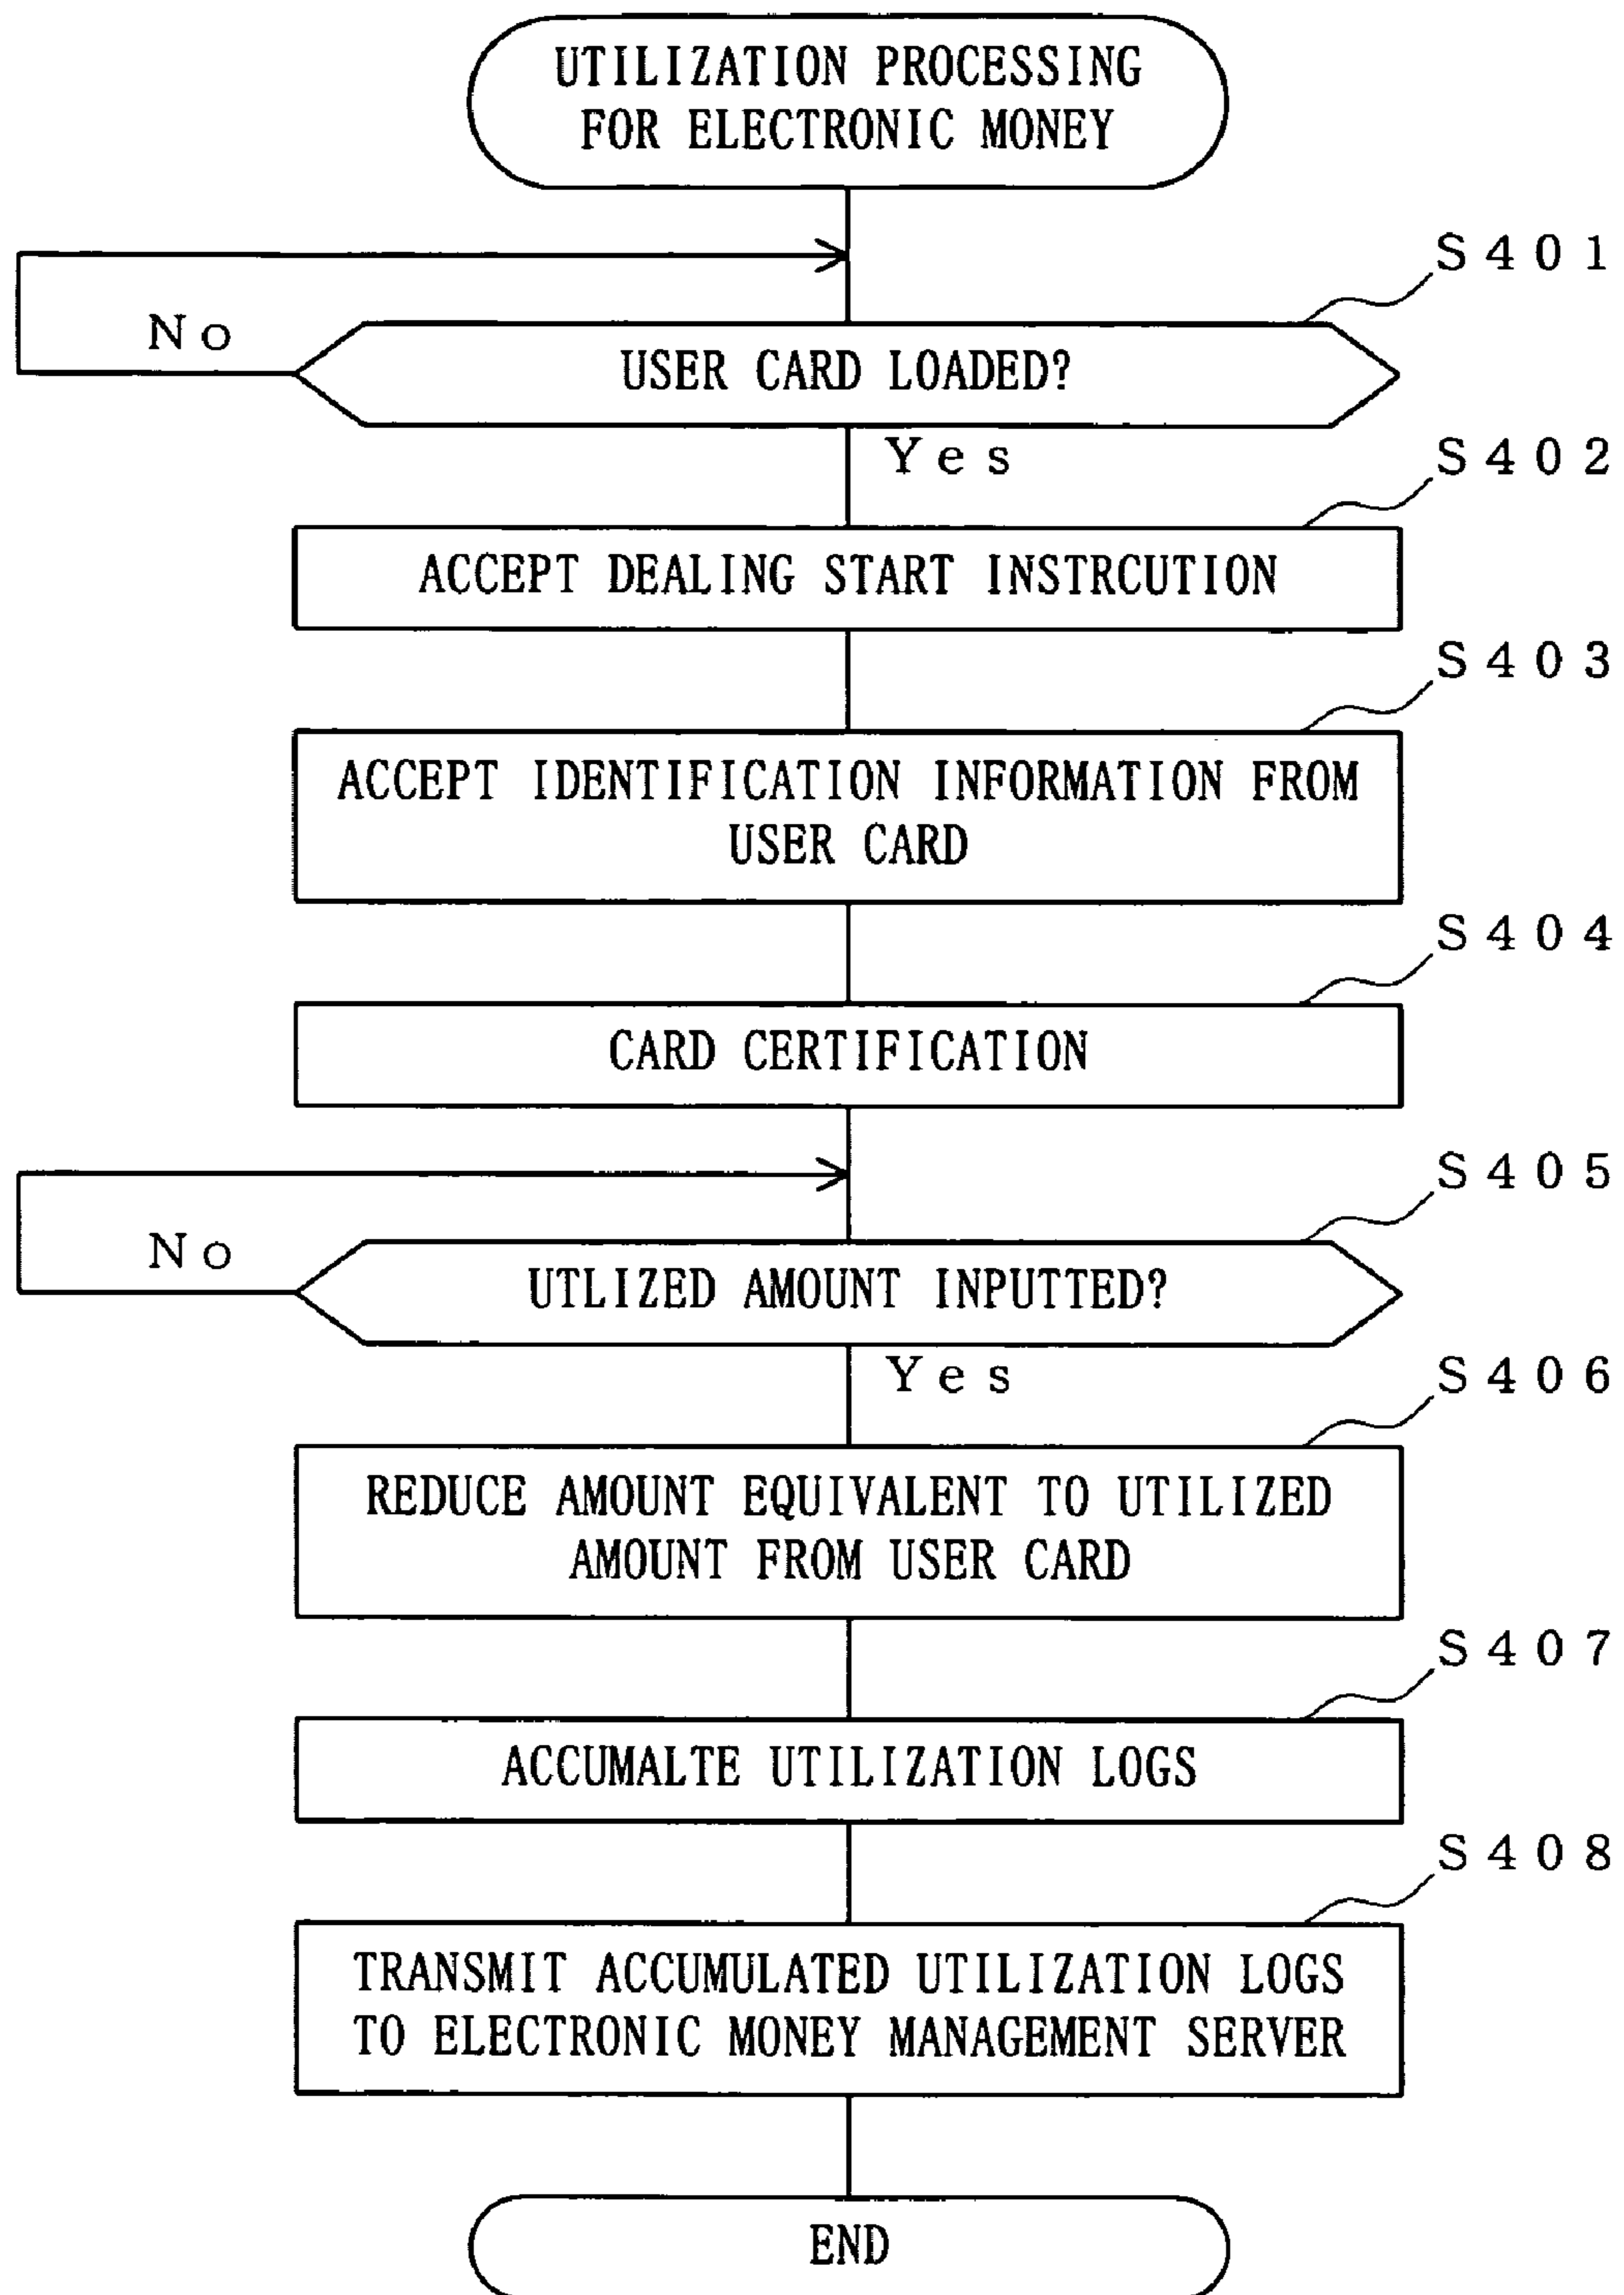 UTILIZATION PROCESSING
FOR ELECTRONIC MONEY
S401
No
USER CARD LOADED?
Yes
S402
ACCEPT DEALING START INSTRCUTION
S403
ACCEPT IDENTIFICATION INFORMATION FROM
USER CARD
S404
CARD CERTIFICATION
S405
No
UTLIZED AMOUNT INPUTTED?
Yes
S406
REDUCE AMOUNT EQUIVALENT TO UTILIZED
AMOUNT FROM USER CARD
S407
ACCUMALTE UTILIZATION LOGS
S408
TRANSMIT ACCUMULATED UTILIZATION LOGS
TO ELECTRONIC MONEY MANAGEMENT SERVER
END